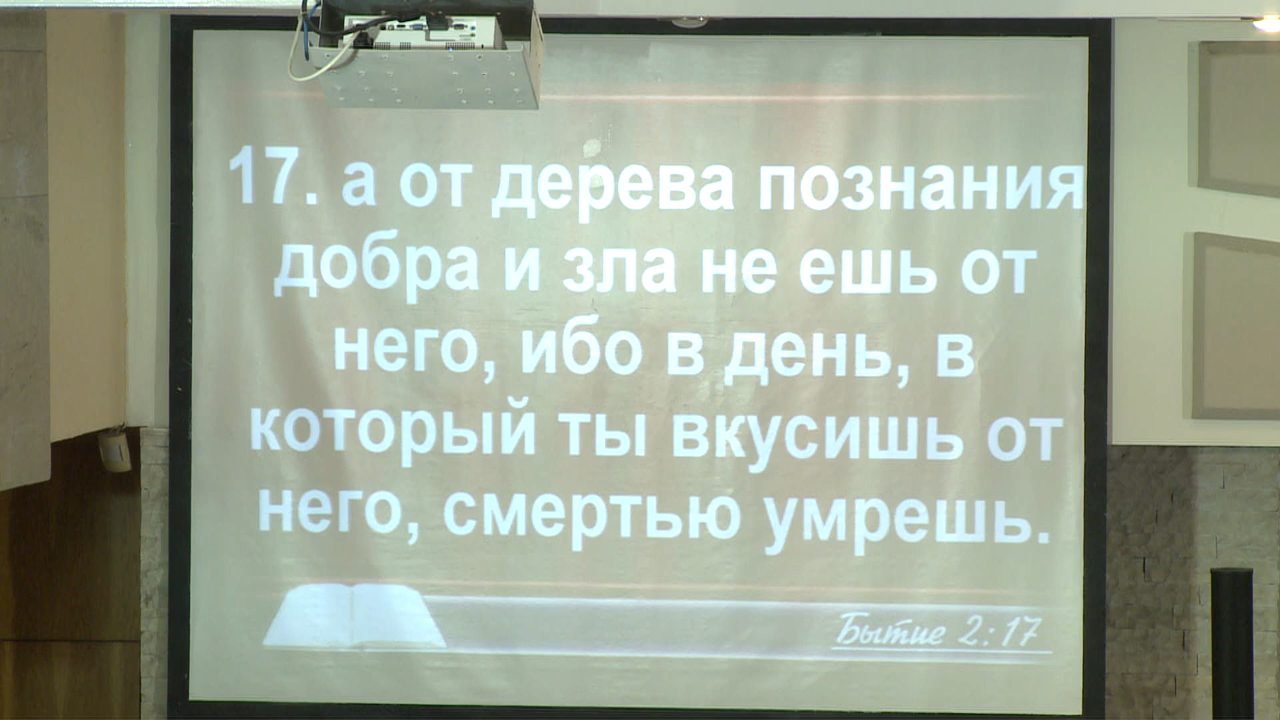 17. а от дерева познания
добра и зла не ешь от
него, ибо в день, в
который ты вкусишь от
него, смертью умрешь.
Бытие 2:17